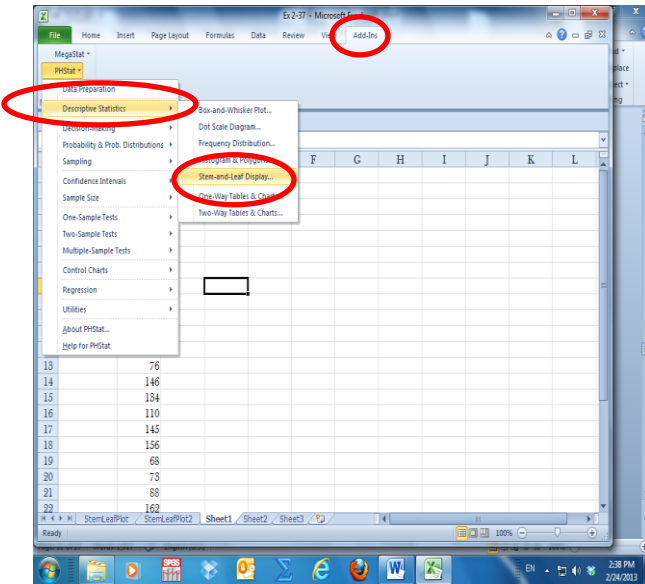 Ex 2-37 - Microsoft Excel
File Home Insert Page Layout Formulas Data Review View Add-Ins
MegaStat
PHStat
Data Preparation
Descriptive Statistics
Decision-Making
Probability & Prob. Distributions
Sampling
Confidence Intervals
Sample Size
One-Sample Tests
Two-Sample Tests
Multiple-Sample Tests
Control Charts
Regression
Utilities
About PHStat...
Help for PHStat
Box-and-Whisker Plot...
Dot Scale Diagram...
Frequency Distribution...
Histogram & Polygons...
Stem-and-Leaf Display...
One-Way Tables & Charts...
Two-Way Tables & Charts...
F G H I J K L
13 76
14 146
15 134
16 110
17 145
18 156
19 68
20 73
21 88
22 162
StemLeafPlot StemLeafPlot2 Sheet1 Sheet2 Sheet3
Ready 100%
SPSS
EN 2:38 PM
2/24/2013